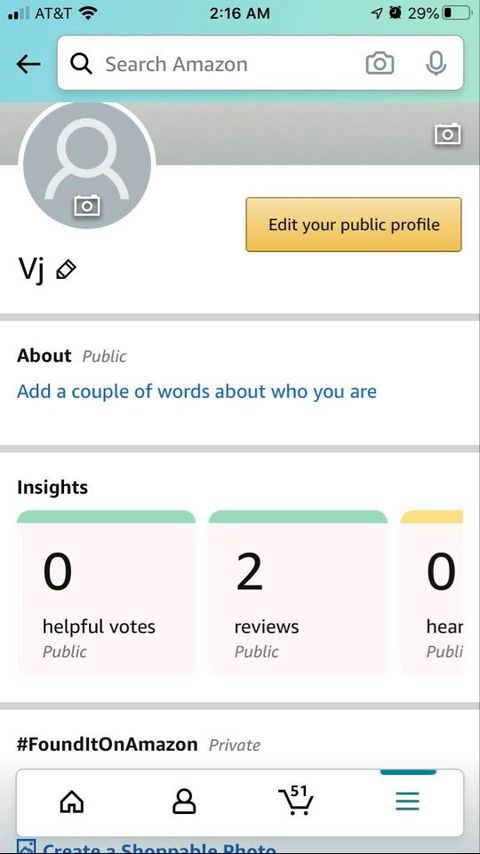 AT&T 2:16 AM 29%
Search Amazon
Edit your public profile
Vj
About Public
Add a couple of words about who you are
Insights
0 2 0
helpful votes reviews hear
Public Public Publi
#FoundItOnAmazon Private
51
Create a Shoppable Photo